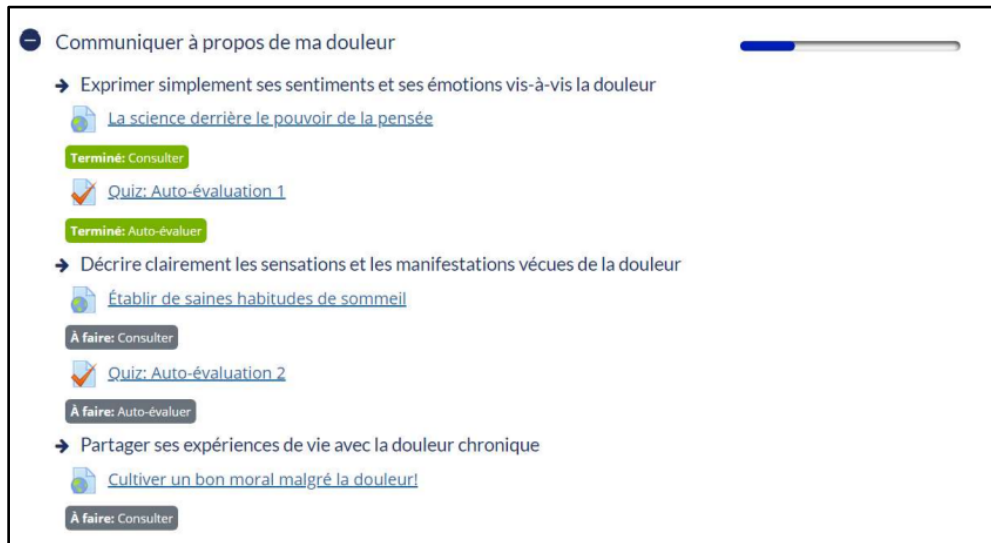 Communiquer à propos de ma douleur
Exprimer simplement ses sentiments et ses émotions vis-à-vis la douleur
La science derrière le pouvoir de la pensée
Terminé: Consulter
Quiz: Auto-évaluation 1
Terminé: Auto-évaluer
Décrire clairement les sensations et les manifestations vécues de la douleur
Établir de saines habitudes de sommeil
À faire: Consulter
Quiz: Auto-évaluation 2
À faire: Auto-évaluer
Partager ses expériences de vie avec la douleur chronique
Cultiver un bon moral malgré la douleur!
À faire: Consulter